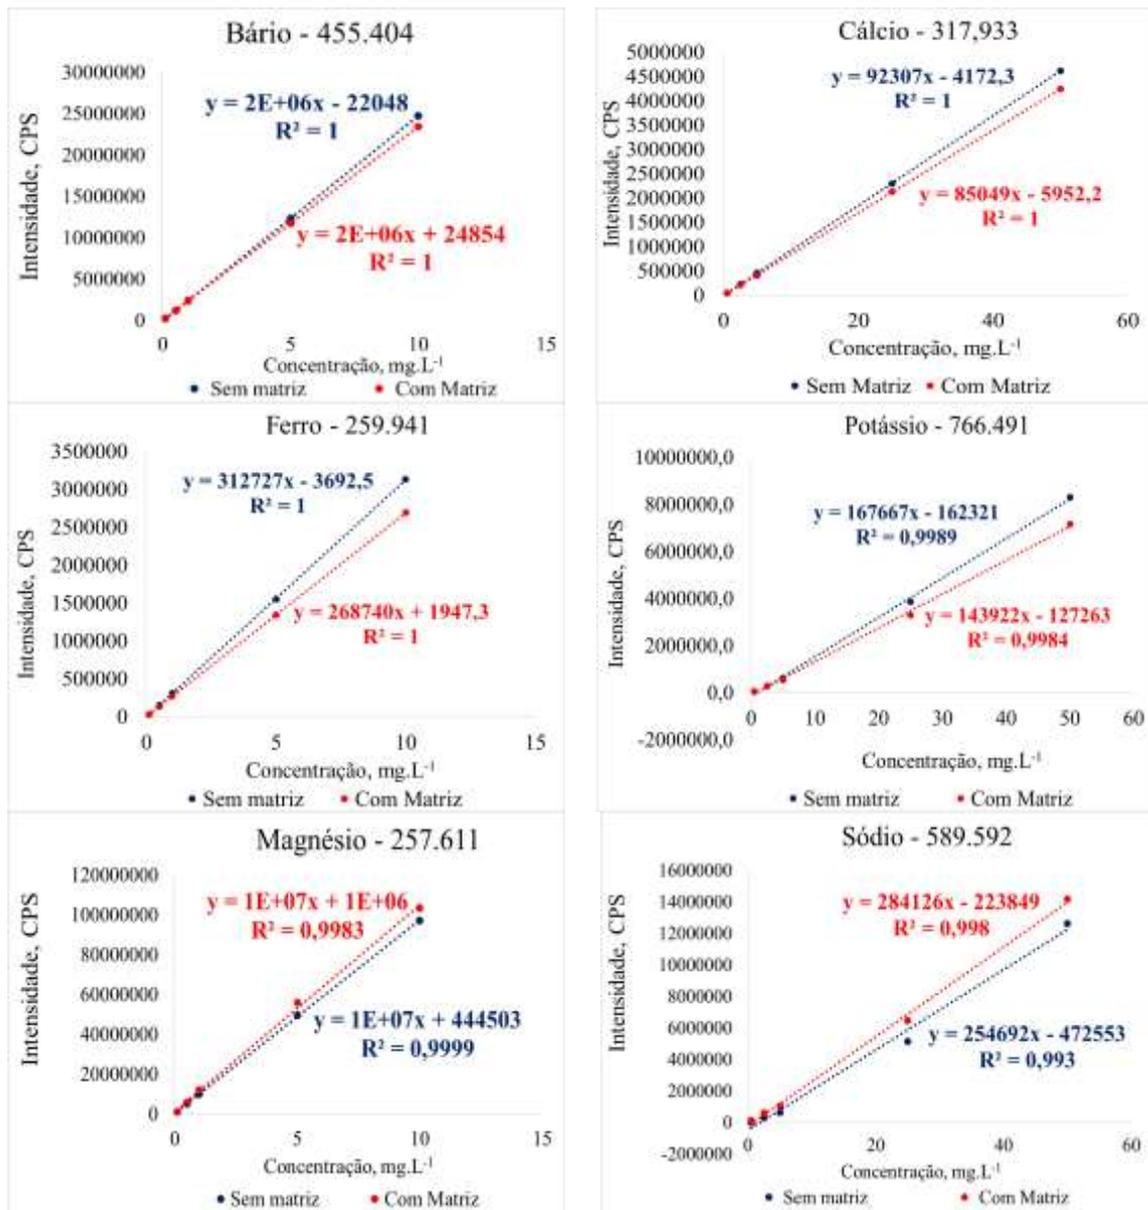 Bário - 455.404
30000000
25000000
20000000
15000000
10000000
5000000
0
Intensidade, CPS
y = 2E+06x - 22048
R² = 1
y = 2E+06x + 24854
R² = 1
0 5 10 15
Concentração, mg.L⁻¹
Sem matriz Com Matriz
Cálcio - 317,933
5000000
4500000
4000000
3500000
3000000
2500000
2000000
1500000
1000000
500000
0
Intensidade, CPS
y = 92307x - 4172,3
R² = 1
y = 85049x - 5952,2
R² = 1
0 20 40 60
Concentração, mg.L⁻¹
Sem Matriz Com Matriz
Ferro - 259.941
3500000
3000000
2500000
2000000
1500000
1000000
500000
0
Intensidade, CPS
y = 312727x - 3692,5
R² = 1
y = 268740x + 1947,3
R² = 1
0 5 10 15
Concentração, mg.L⁻¹
Sem matriz Com Matriz
Potássio - 766.491
10000000,0
8000000,0
6000000,0
4000000,0
2000000,0
0,0
-2000000,0
Intensidade, CPS
y = 167667x - 162321
R² = 0,9989
y = 143922x - 127263
R² = 0,9984
0 10 20 30 40 50 60
Concentração, mg.L⁻¹
Sem matriz Com Matriz
Magnésio - 257.611
120000000
100000000
80000000
60000000
40000000
20000000
0
Intensidade, CPS
y = 1E+07x + 1E+06
R² = 0,9983
y = 1E+07x + 444503
R² = 0,9999
0 5 10 15
Concentração, mg.L⁻¹
Sem matriz Com Matriz
Sódio - 589.592
16000000
14000000
12000000
10000000
8000000
6000000
4000000
2000000
0
-2000000
Intensidade, CPS
y = 284126x - 223849
R² = 0,998
y = 254692x - 472553
R² = 0,993
0 20 40 60
Concentração, mg.L⁻¹
Sem matriz Com Matriz